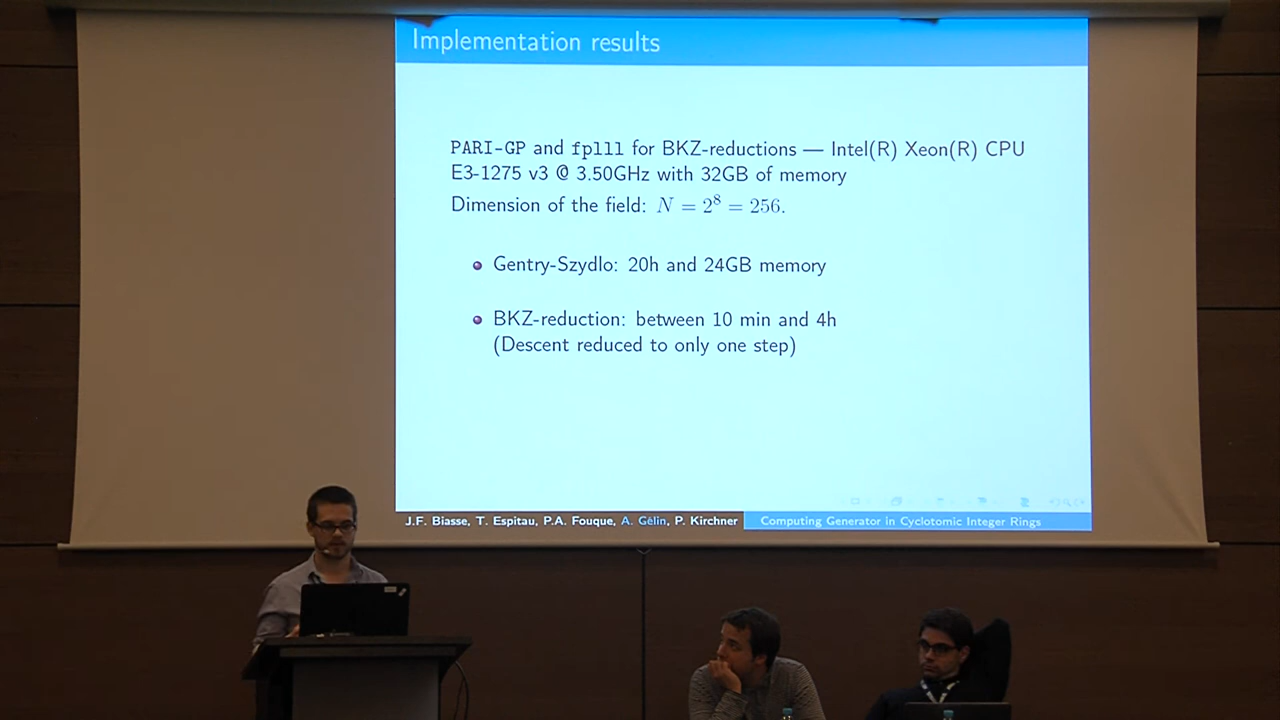 Implementation results
PARI-GP and fplll for BKZ-reductions — Intel(R) Xeon(R) CPU
E3-1275 v3 @ 3.50GHz with 32GB of memory
Dimension of the field: N = 2⁸ = 256.
Gentry-Szydlo: 20h and 24GB memory
BKZ-reduction: between 10 min and 4h
(Descent reduced to only one step)
J.F. Biasse, T. Espitau, P.A. Fouque, A. Gélin, P. Kirchner
Computing Generator in Cyclotomic Integer Rings